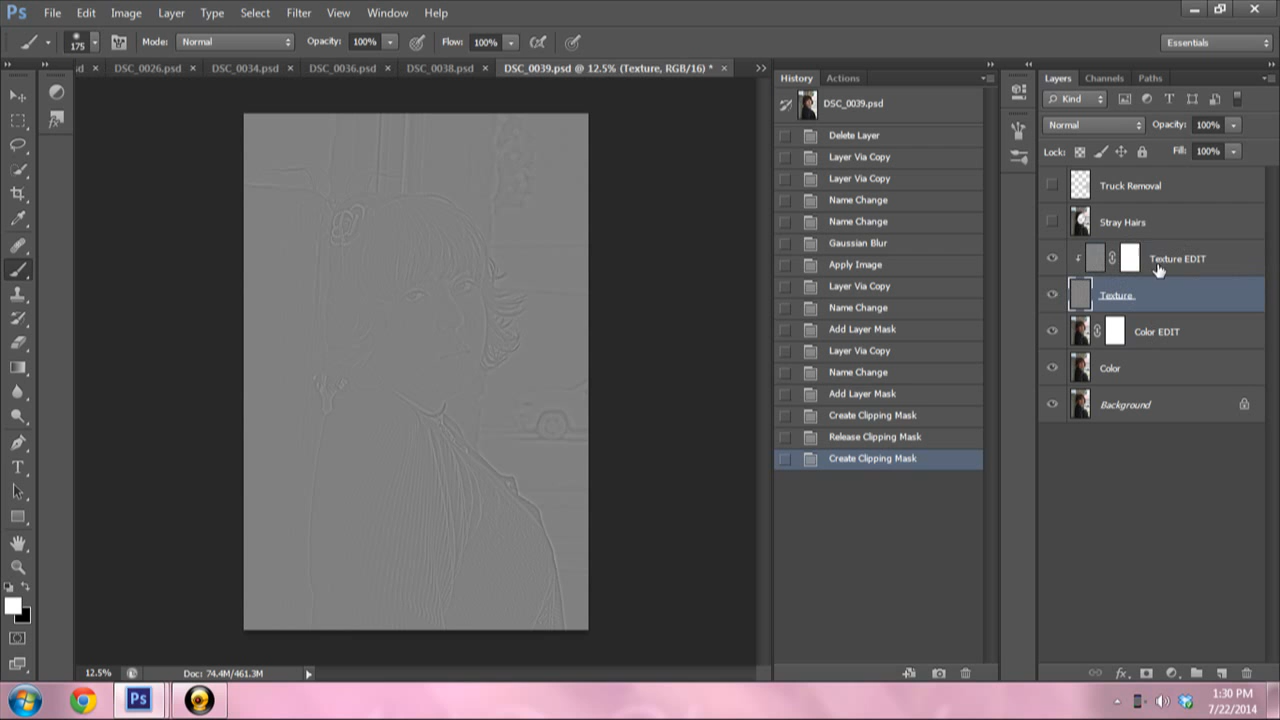 Ps File Edit Image Layer Type Select Filter View Window Help
175 Mode: Normal Opacity: 100% Flow: 100% Essentials
sd × DSC_0026.psd × DSC_0034.psd × DSC_0036.psd × DSC_0038.psd × DSC_0039.psd @ 12.5% (Texture, RGB/16) * ×
History Actions
DSC_0039.psd
Delete Layer
Layer Via Copy
Layer Via Copy
Name Change
Name Change
Gaussian Blur
Apply Image
Layer Via Copy
Name Change
Add Layer Mask
Layer Via Copy
Name Change
Add Layer Mask
Create Clipping Mask
Release Clipping Mask
Create Clipping Mask
Layers Channels Paths
Kind
Normal Opacity: 100%
Lock: Fill: 100%
Truck Removal
Stray Hairs
Texture EDIT
Texture
Color EDIT
Color
Background
12.5% Doc: 74.4M/461.3M
Ps
1:30 PM
7/22/2014